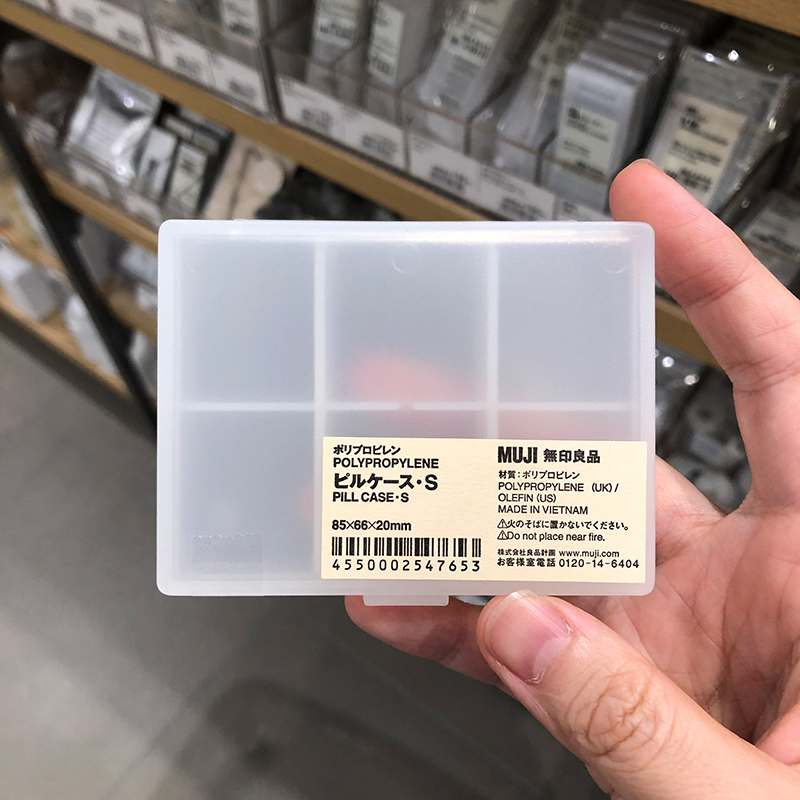 ポリプロピレン
POLYPROPYLENE
ピルケース・S
PILL CASE・S
85×66×20mm
4550002547653
MUJI 無印良品
材質：ポリプロピレン
POLYPROPYLENE (UK)/
OLEFIN (US)
MADE IN VIETNAM
⚠火のそばに置かないでください。
⚠Do not place near fire.
株式会社良品計画 www.muji.com
お客様室電話 0120-14-6404